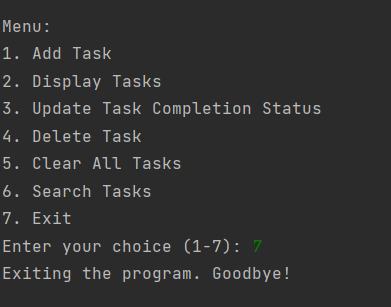 Menu:
1. Add Task
2. Display Tasks
3. Update Task Completion Status
4. Delete Task
5. Clear All Tasks
6. Search Tasks
7. Exit
Enter your choice (1-7): 7
Exiting the program. Goodbye!